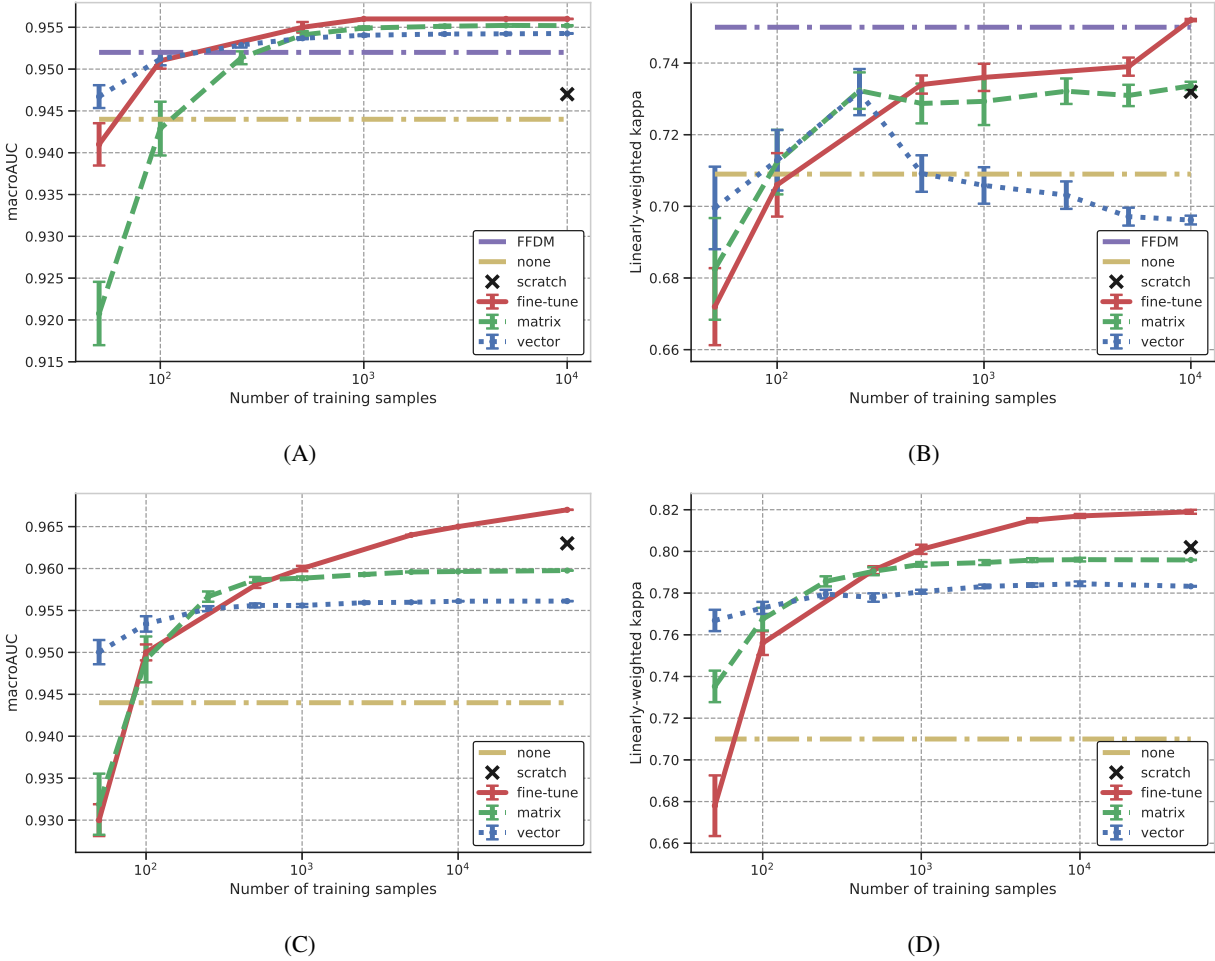 0.955
0.950
0.945
0.940
0.935
0.930
0.925
0.920
0.915
macroAUC
10²
10³
10⁴
Number of training samples
FFDM
none
scratch
fine-tune
matrix
vector
(A)
0.74
0.72
0.70
0.68
0.66
Linearly-weighted kappa
10²
10³
10⁴
Number of training samples
FFDM
none
scratch
fine-tune
matrix
vector
(B)
0.965
0.960
0.955
0.950
0.945
0.940
0.935
0.930
macroAUC
10²
10³
10⁴
Number of training samples
none
scratch
fine-tune
matrix
vector
(C)
0.82
0.80
0.78
0.76
0.74
0.72
0.70
0.68
0.66
Linearly-weighted kappa
10²
10³
10⁴
Number of training samples
none
scratch
fine-tune
matrix
vector
(D)